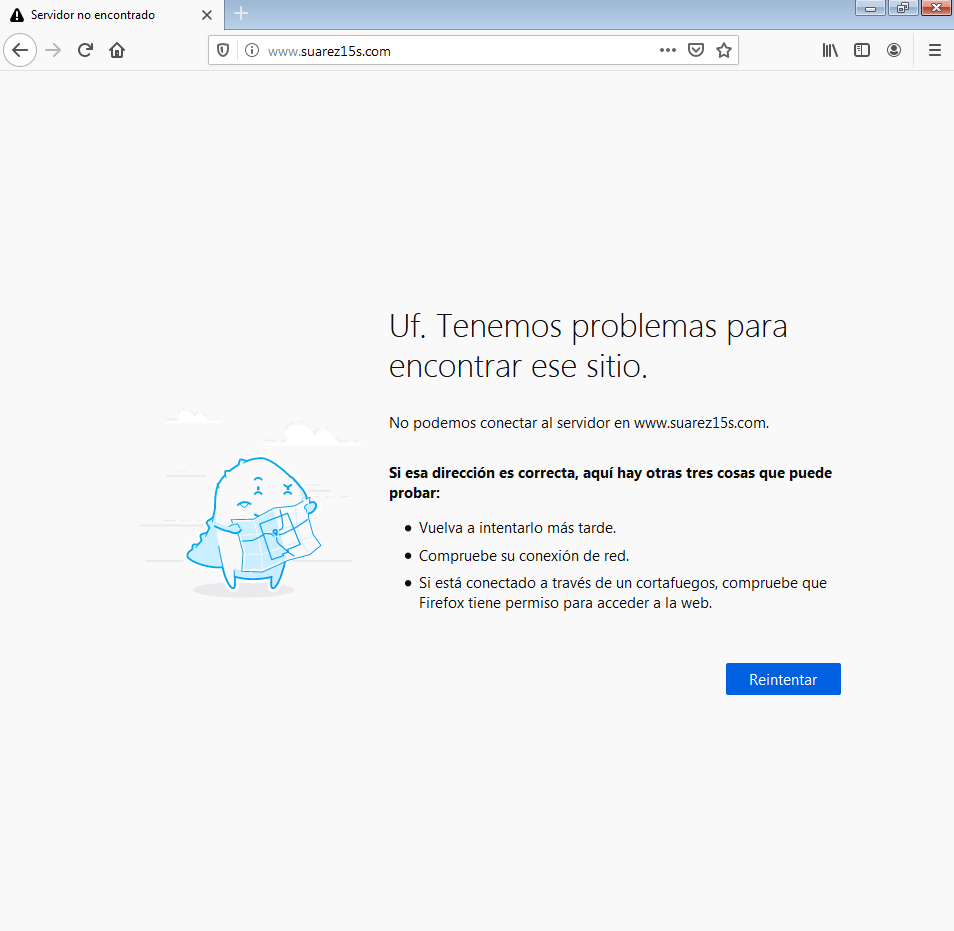 Servidor no encontrado
www.suarez15s.com
Uf. Tenemos problemas para
encontrar ese sitio.
No podemos conectar al servidor en www.suarez15s.com.
Si esa dirección es correcta, aquí hay otras tres cosas que puede
probar:
Vuelva a intentarlo más tarde.
Compruebe su conexión de red.
Si está conectado a través de un cortafuegos, compruebe que
Firefox tiene permiso para acceder a la web.
Reintentar